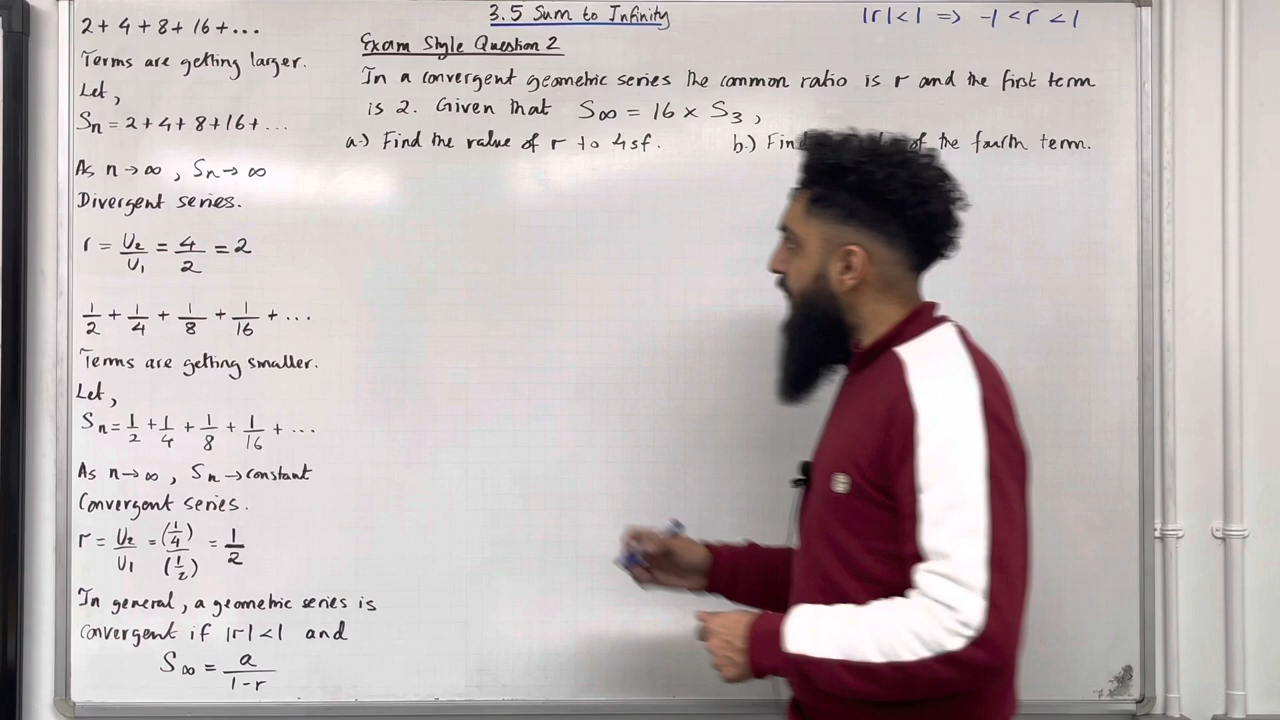 3.5 Sum to Infinity
|r|<1 => -1<r<1
2+4+8+16+...
Terms are getting larger.
Let,
Sn=2+4+8+16+...
As n→∞, Sn→∞
Divergent series.
r = U2/U1 = 4/2 = 2
1/2 + 1/4 + 1/8 + 1/16 + ...
Terms are getting smaller.
Let,
Sn = 1/2 + 1/4 + 1/8 + 1/16 + ...
As n→∞, Sn→constant
Convergent series.
r = U2/U1 = (1/4)/(1/2) = 1/2
In general, a geometric series is
convergent if |r|<1 and
S∞ = a/(1-r)
Exam Style Question 2
In a convergent geometric series the common ratio is r and the first term
is 2. Given that S∞ = 16 x S3,
a.) Find the value of r to 4sf.
b.) of the fourth term.